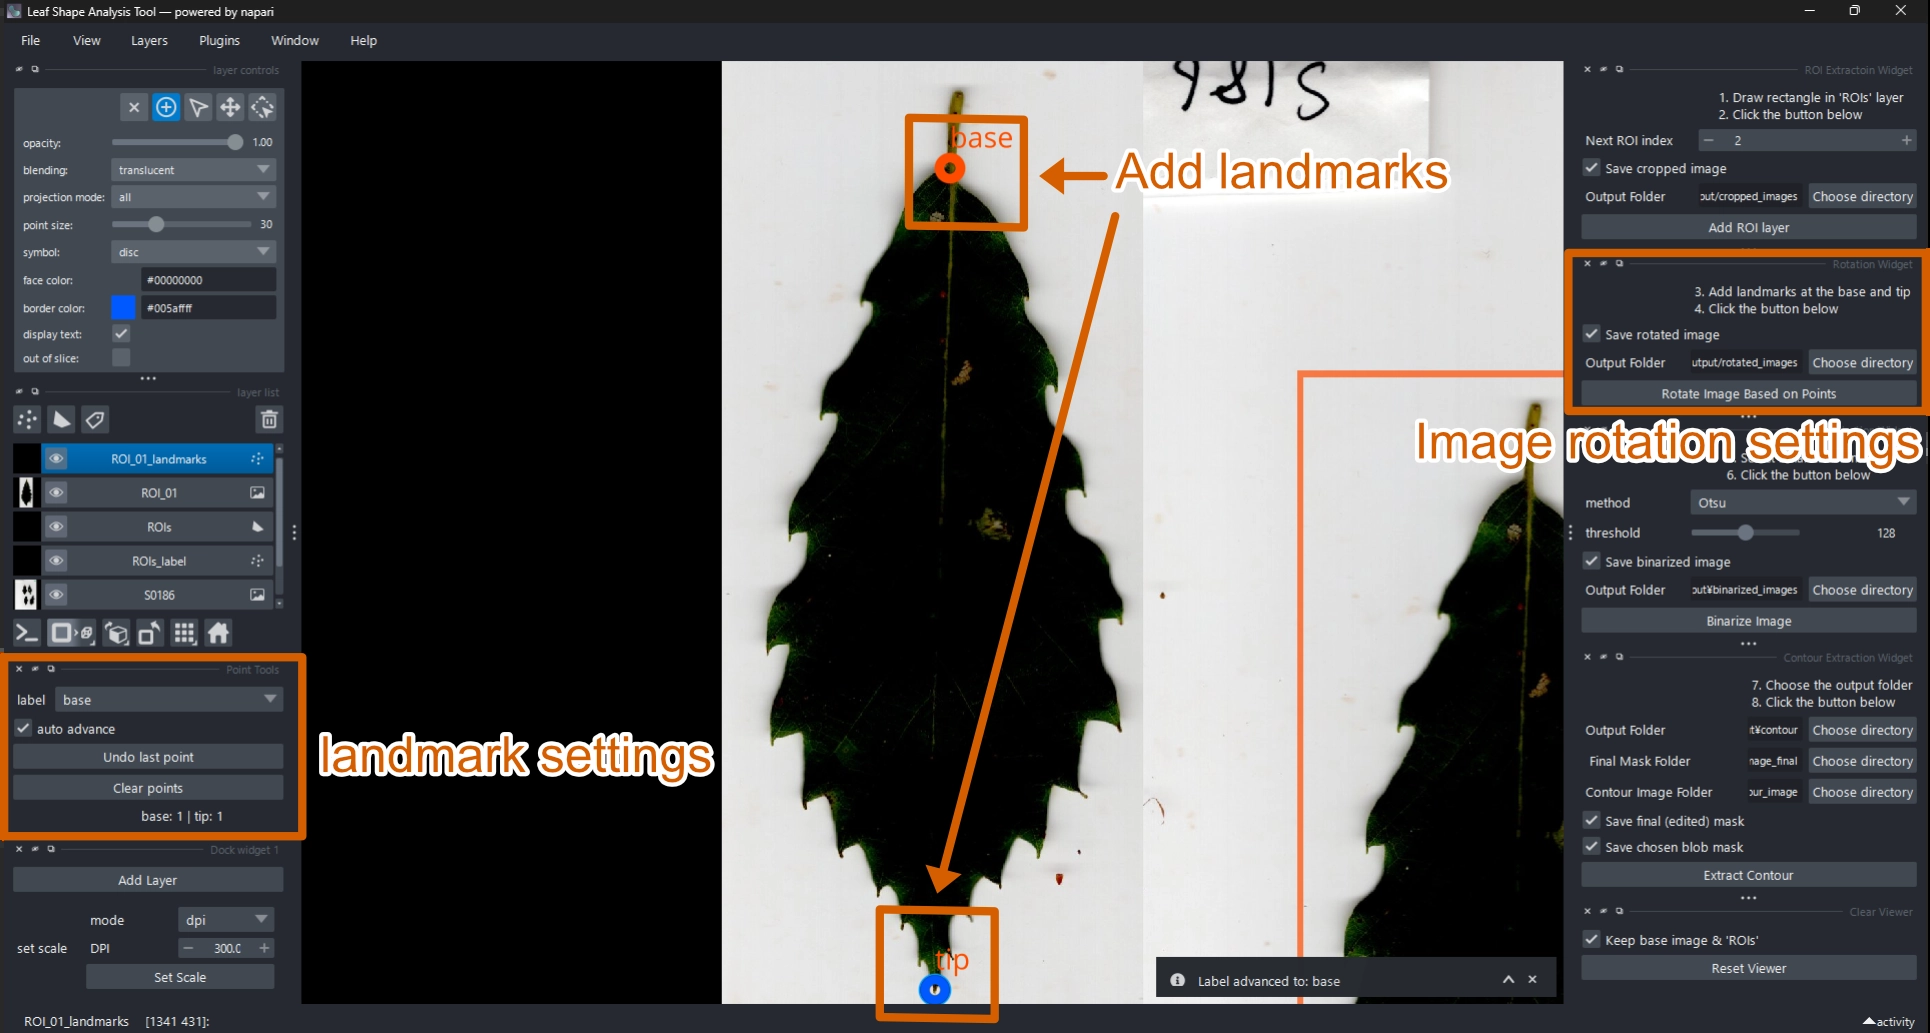 Leaf Shape Analysis Tool — powered by napari
File View Layers Plugins Window Help
layer controls
opacity: 1.00
blending: translucent
projection mode: all
point size: 30
symbol: disc
face color: #00000000
border color: #005affff
display text:
out of slice:
layer list
ROI_01_landmarks
ROI_01
ROIs
ROIs_label
S0186
Point Tools
label base
auto advance
Undo last point
Clear points
base: 1 | tip: 1
Dock widget 1
Add Layer
mode dpi
set scale DPI 300.0
Set Scale
ROI_01_landmarks [1341 431]:
landmark settings
base
Add landmarks
tip
Label advanced to: base
ROI Extractoin Widget
1. Draw rectangle in 'ROIs' layer
2. Click the button below
Next ROI index 2
Save cropped image
Output Folder out/cropped_images Choose directory
Add ROI layer
Rotation Widget
3. Add landmarks at the base and tip
4. Click the button below
Save rotated image
Output Folder utput/rotated_images Choose directory
Rotate Image Based on Points
Image rotation settings
6. Click the button below
method Otsu
threshold 128
Save binarized image
Output Folder out¥binarized_images Choose directory
Binarize Image
Contour Extraction Widget
7. Choose the output folder
8. Click the button below
Output Folder t¥contour Choose directory
Final Mask Folder nage_final Choose directory
Contour Image Folder our_image Choose directory
Save final (edited) mask
Save chosen blob mask
Extract Contour
Clear Viewer
Keep base image & 'ROIs'
Reset Viewer
activity